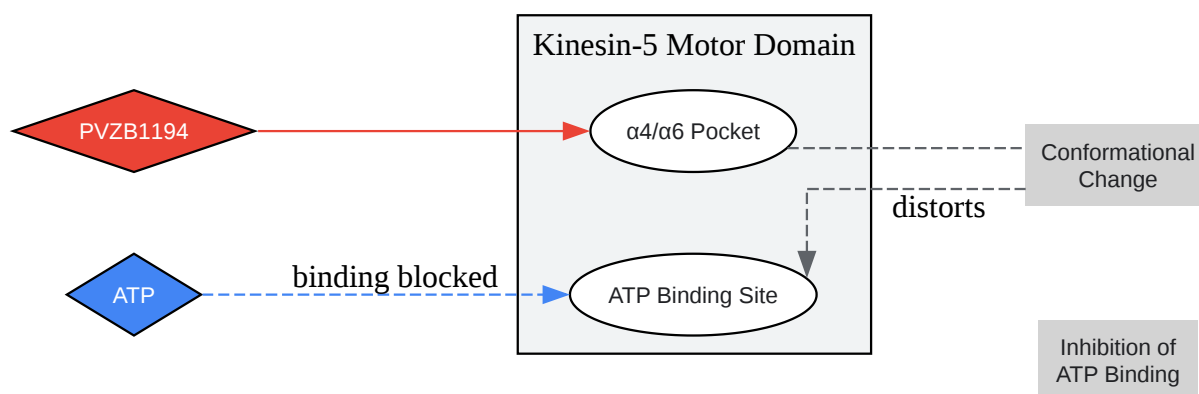 Kinesin-5 Motor Domain
PVZB1194
α4/α6 Pocket
Conformational
Change
distorts
binding blocked
ATP
ATP Binding Site
Inhibition of
ATP Binding